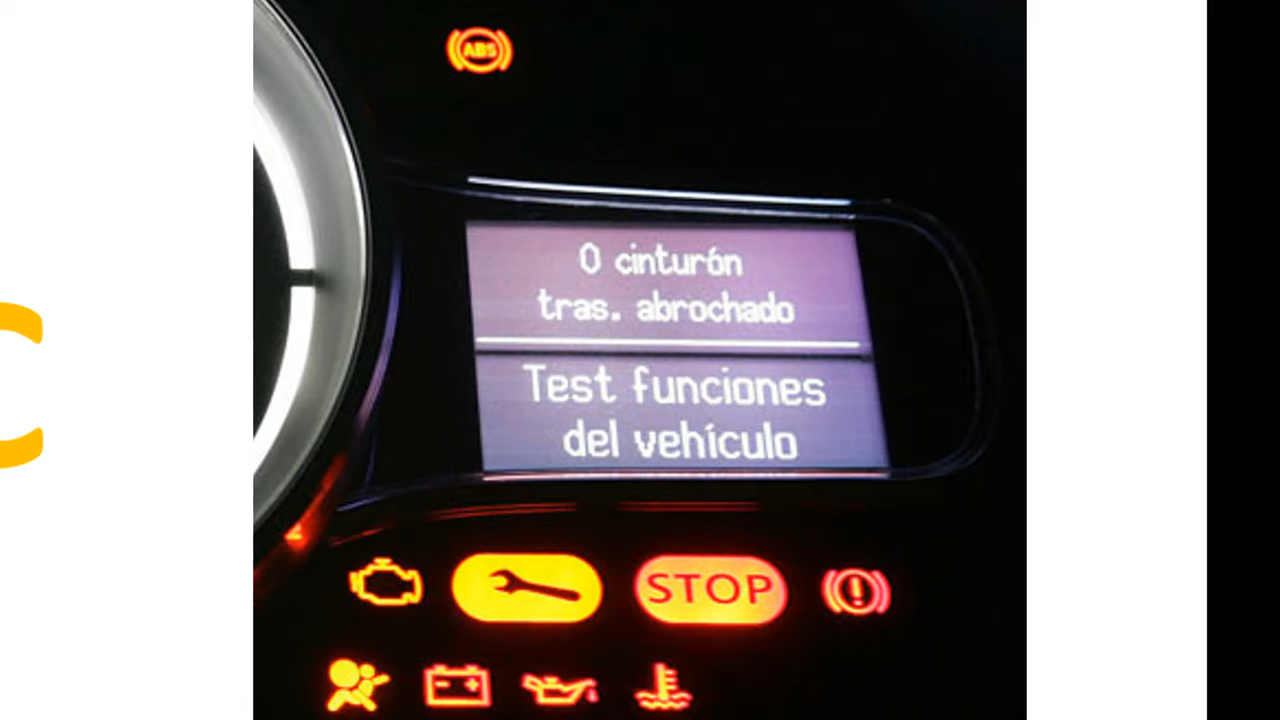 ABS
0 cinturón
tras. abrochado
Test funciones
del vehículo
STOP